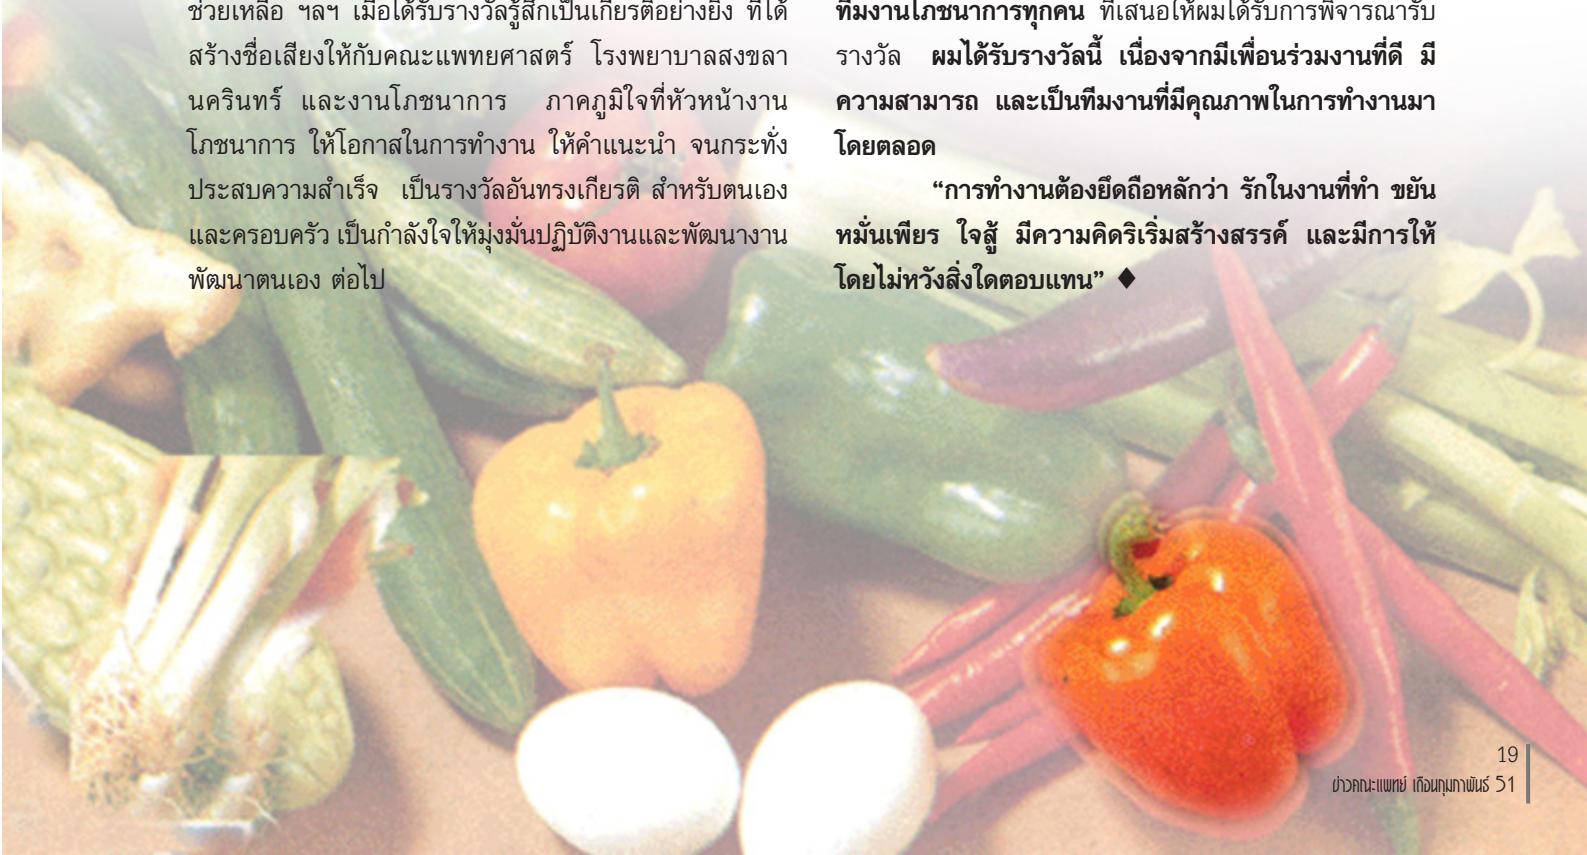 ช่วยเหลือ ฯลฯ เมื่อได้รับรางวัลรู้สึกเป็นเกียรติอย่างยิ่ง ที่ได้
สร้างชื่อเสียงให้กับคณะแพทยศาสตร์ โรงพยาบาลสงขลา
นครินทร์ และงานโภชนาการ ภาคภูมิใจที่หัวหน้างาน
โภชนาการ ให้โอกาสในการทำงาน ให้คำแนะนำ จนกระทั่ง
ประสบความสำเร็จ เป็นรางวัลอันทรงเกียรติ สำหรับตนเอง
และครอบครัว เป็นกำลังใจให้มุ่งมั่นปฏิบัติงานและพัฒนางาน
พัฒนาตนเอง ต่อไป
ทีมงานโภชนาการทุกคน ที่เสนอให้ผมได้รับการพิจารณารับ
รางวัล ผมได้รับรางวัลนี้ เนื่องจากมีเพื่อนร่วมงานที่ดี มี
ความสามารถ และเป็นทีมงานที่มีคุณภาพในการทำงานมา
โดยตลอด
“การทำงานต้องยึดถือหลักว่า รักในงานที่ทำ ขยัน
หมั่นเพียร ใจสู้ มีความคิดริเริ่มสร้างสรรค์ และมีการให้
โดยไม่หวังสิ่งใดตอบแทน” ♦
19
ข่าวคณะแพทย์ เดือนกุมภาพันธ์ 51